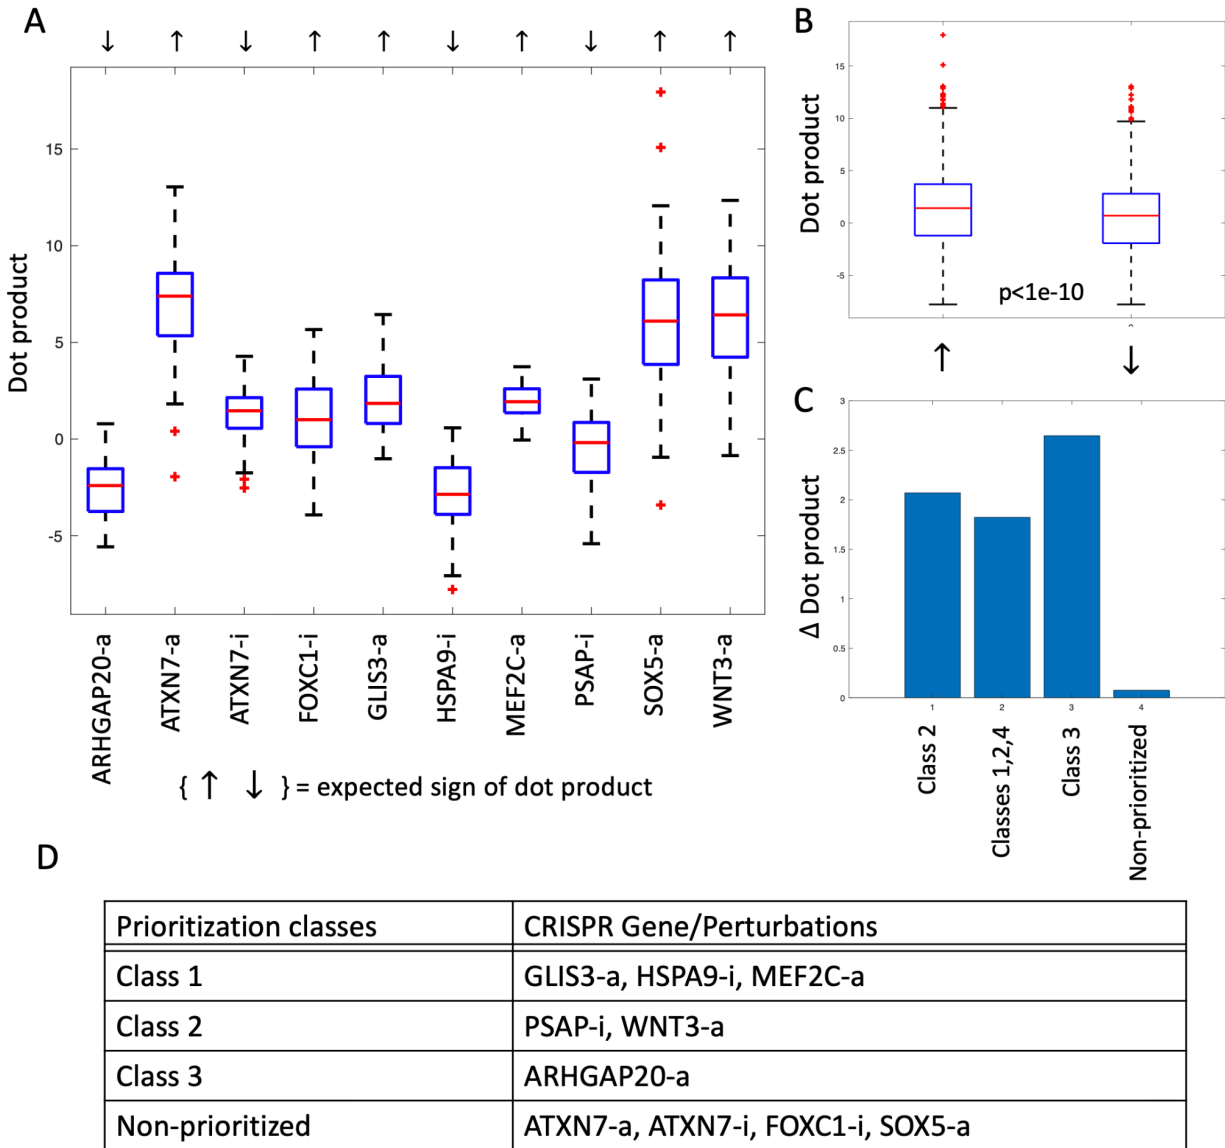 A
B
↓ ↑ ↓ ↑ ↑ ↓ ↑ ↓ ↑ ↑
Dot product
15
10
5
0
-5
ARHGAP20-a
ATXN7-a
ATXN7-i
FOXC1-i
GLIS3-a
HSPA9-i
MEF2C-a
PSAP-i
SOX5-a
WNT3-a
{ ↑ ↓ } = expected sign of dot product
Dot product
15
10
5
0
-5
p<1e-10
↑ ↓
C
Δ Dot product
3
2.5
2
1.5
1
0.5
0
1 2 3 4
Class 2
Classes 1,2,4
Class 3
Non-prioritized
D
Prioritization classes CRISPR Gene/Perturbations
Class 1 GLIS3-a, HSPA9-i, MEF2C-a
Class 2 PSAP-i, WNT3-a
Class 3 ARHGAP20-a
Non-prioritized ATXN7-a, ATXN7-i, FOXC1-i, SOX5-a